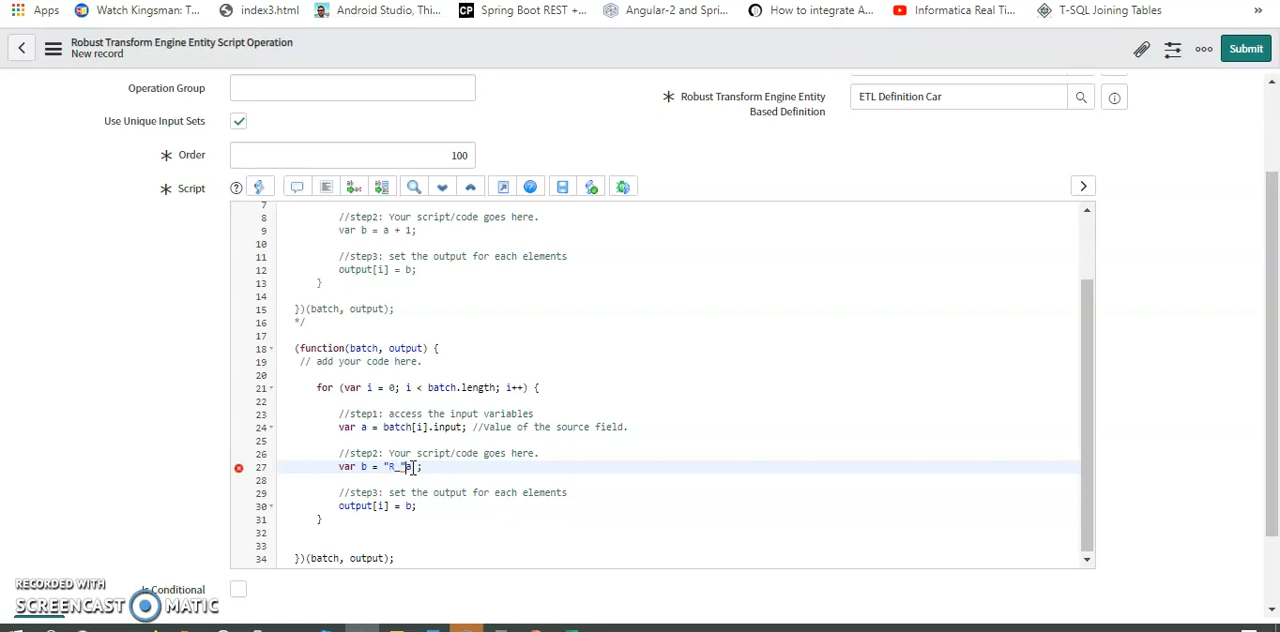 Apps
Watch Kingsman: T...
index3.html
Android Studio, Thi...
CP Spring Boot REST +...
Angular-2 and Spri...
How to integrate A...
Informatica Real Ti...
T-SQL Joining Tables
»
Robust Transform Engine Entity Script Operation
New record
Submit
Operation Group
Robust Transform Engine Entity
Based Definition
ETL Definition Car
Use Unique Input Sets
Order
100
Script
7
8 //step2: Your script/code goes here.
9 var b = a + 1;
10
11 //step3: set the output for each elements
12 output[i] = b;
13 }
14
15 })(batch, output);
16 */
17
18 (function(batch, output) {
19 // add your code here.
20
21 for (var i = 0; i < batch.length; i++) {
22
23 //step1: access the input variables
24 var a = batch[i].input; //Value of the source field.
25
26 //step2: Your script/code goes here.
27 var b = "R_"a ;
28
29 //step3: set the output for each elements
30 output[i] = b;
31 }
32
33
34 })(batch, output);
Conditional
RECORDED WITH
SCREENCAST MATIC